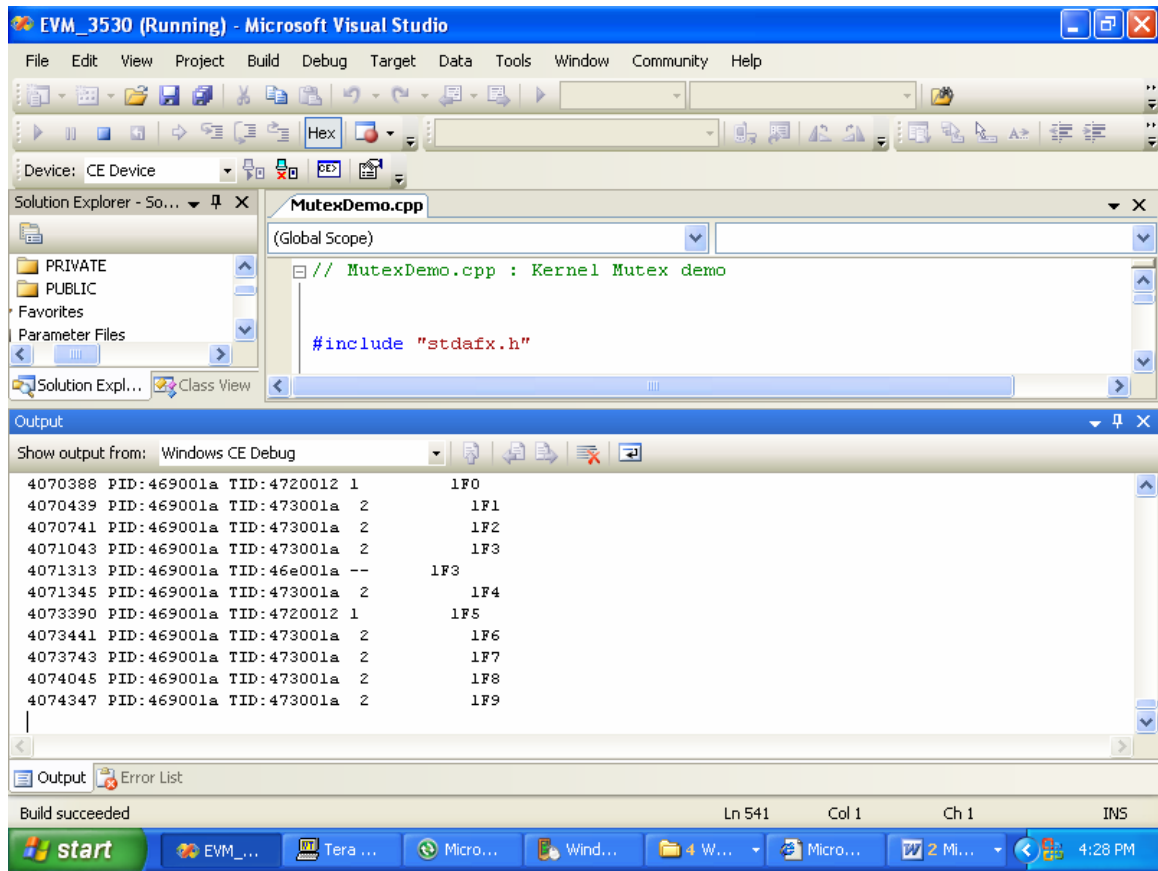 EVM_3530 (Running) - Microsoft Visual Studio
File Edit View Project Build Debug Target Data Tools Window Community Help
Hex
Device: CE Device
CE>
Solution Explorer - So...
MutexDemo.cpp
(Global Scope)
PRIVATE
PUBLIC
Favorites
Parameter Files
// MutexDemo.cpp : Kernel Mutex demo
#include "stdafx.h"
Solution Expl... Class View
Output
Show output from: Windows CE Debug
4070388 PID:469001a TID:4720012 1 1F0
4070439 PID:469001a TID:473001a 2 1F1
4070741 PID:469001a TID:473001a 2 1F2
4071043 PID:469001a TID:473001a 2 1F3
4071313 PID:469001a TID:46e001a -- 1F3
4071345 PID:469001a TID:473001a 2 1F4
4073390 PID:469001a TID:4720012 1 1F5
4073441 PID:469001a TID:473001a 2 1F6
4073743 PID:469001a TID:473001a 2 1F7
4074045 PID:469001a TID:473001a 2 1F8
4074347 PID:469001a TID:473001a 2 1F9
Output Error List
Build succeeded Ln 541 Col 1 Ch 1 INS
start EVM_... Tera ... Micro... Wind... 4 W... Micro... 2 Mi... 4:28 PM